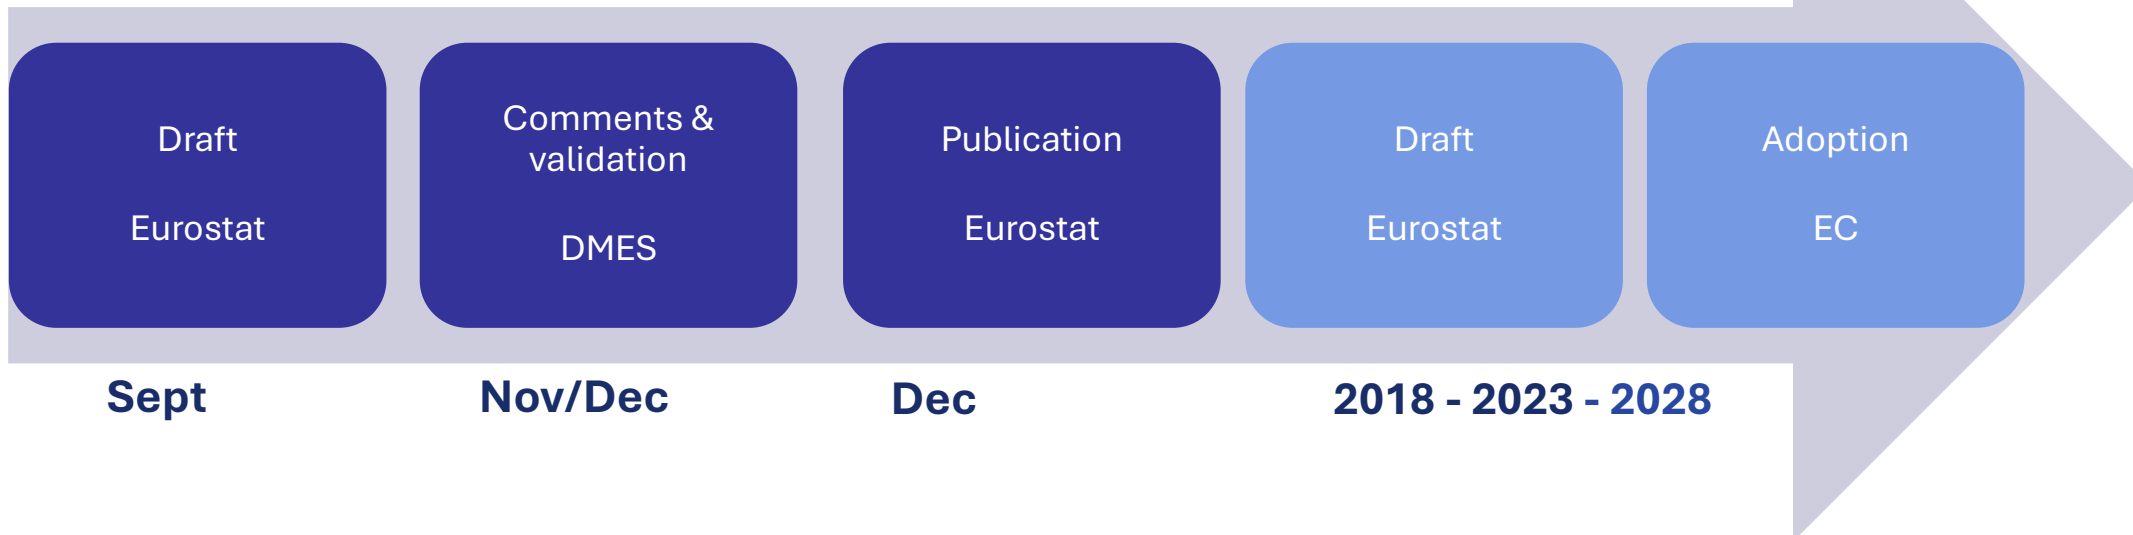 Draft
Eurostat
Comments &
validation
DMES
Publication
Eurostat
Draft
Eurostat
Adoption
EC
Sept
Nov/Dec
Dec
2018 - 2023 - 2028